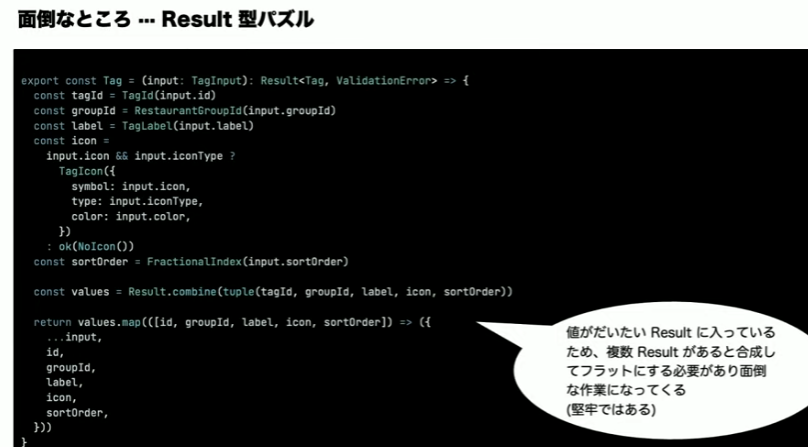 面倒なところ … Result 型パズル
export const Tag = (input: TagInput): Result<Tag, ValidationError> => {
  const tagId = TagId(input.id)
  const groupId = RestaurantGroupId(input.groupId)
  const label = TagLabel(input.label)
  const icon =
    input.icon && input.iconType ?
      TagIcon({
        symbol: input.icon,
        type: input.iconType,
        color: input.color,
      })
    : ok(NoIcon())
  const sortOrder = FractionalIndex(input.sortOrder)
  const values = Result.combine(tuple(tagId, groupId, label, icon, sortOrder))
  return values.map(([id, groupId, label, icon, sortOrder]) => ({
    ...input,
    id,
    groupId,
    label,
    icon,
    sortOrder,
  }))
}
値がだいたい Result に入っている
ため、複数 Result があると合成し
てフラットにする必要があり面倒
な作業になってくる
(堅牢ではある)